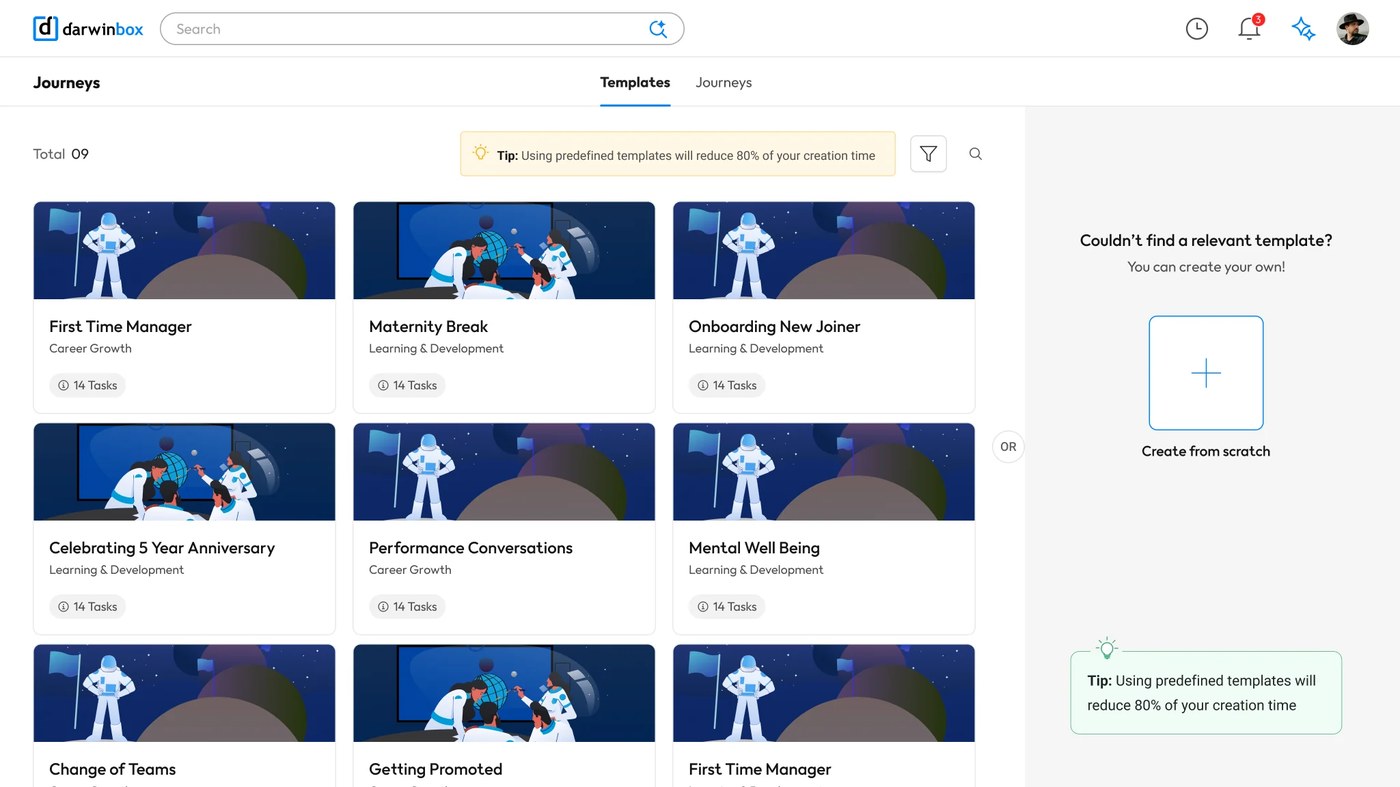 darwinbox
Search
3
Journeys
Templates
Journeys
Total 09
Tip: Using predefined templates will reduce 80% of your creation time
First Time Manager
Career Growth
14 Tasks
Maternity Break
Learning & Development
14 Tasks
Onboarding New Joiner
Learning & Development
14 Tasks
Celebrating 5 Year Anniversary
Learning & Development
14 Tasks
Performance Conversations
Career Growth
14 Tasks
Mental Well Being
Learning & Development
14 Tasks
Change of Teams
Getting Promoted
First Time Manager
OR
Couldn't find a relevant template?
You can create your own!
Create from scratch
Tip: Using predefined templates will
reduce 80% of your creation time